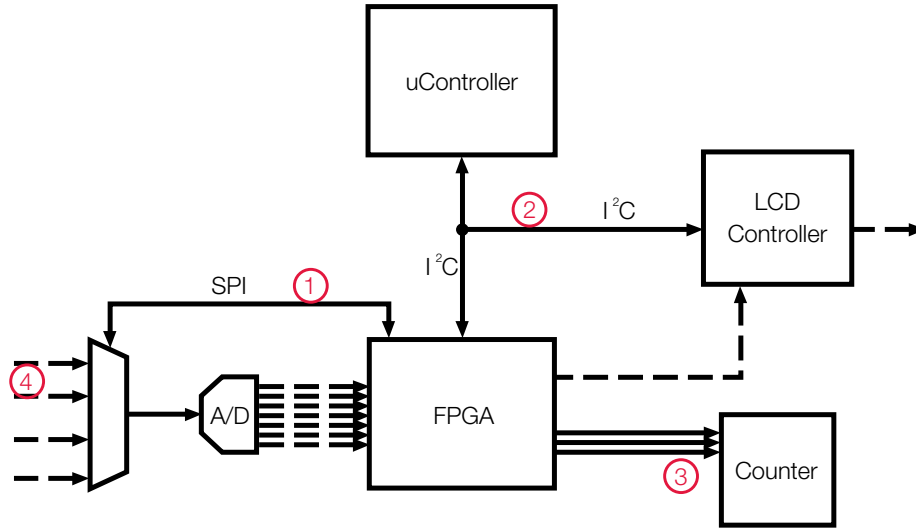 uController
2
I²C
LCD
Controller
I²C
SPI
1
4
A/D
FPGA
3
Counter